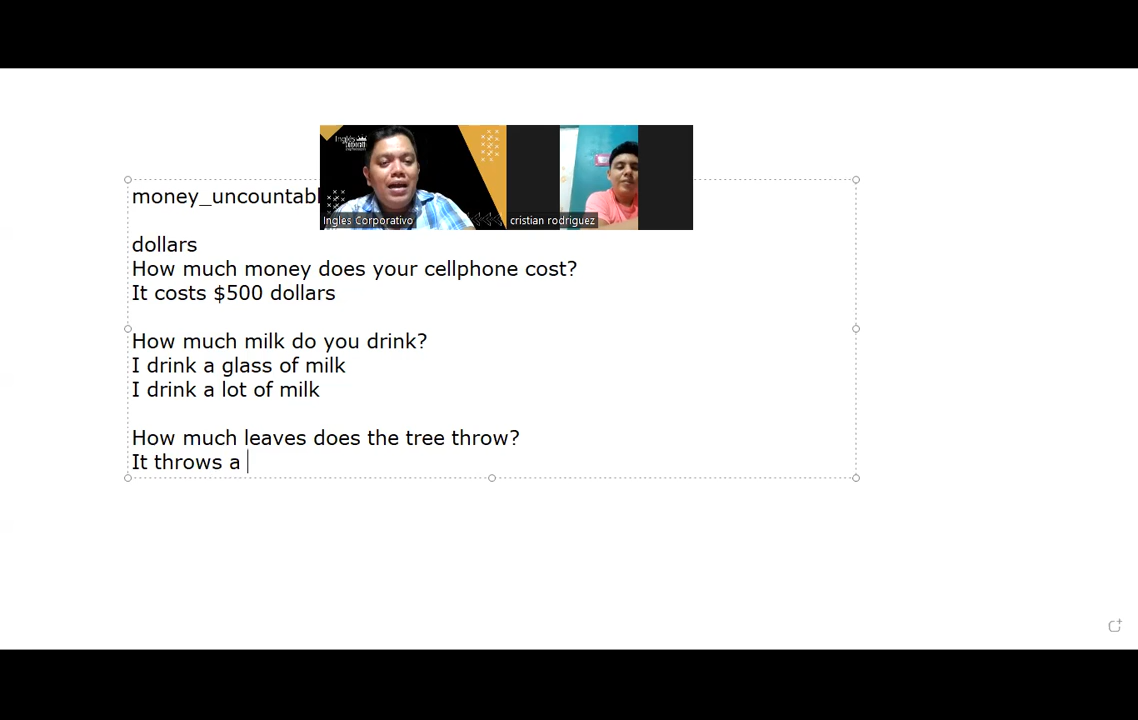 Inglés
Corporativo
Ingles Corporativo
cristian rodriguez
dollars
How much money does your cellphone cost?
It costs $500 dollars
How much milk do you drink?
I drink a glass of milk
I drink a lot of milk
How much leaves does the tree throw?
It throws a